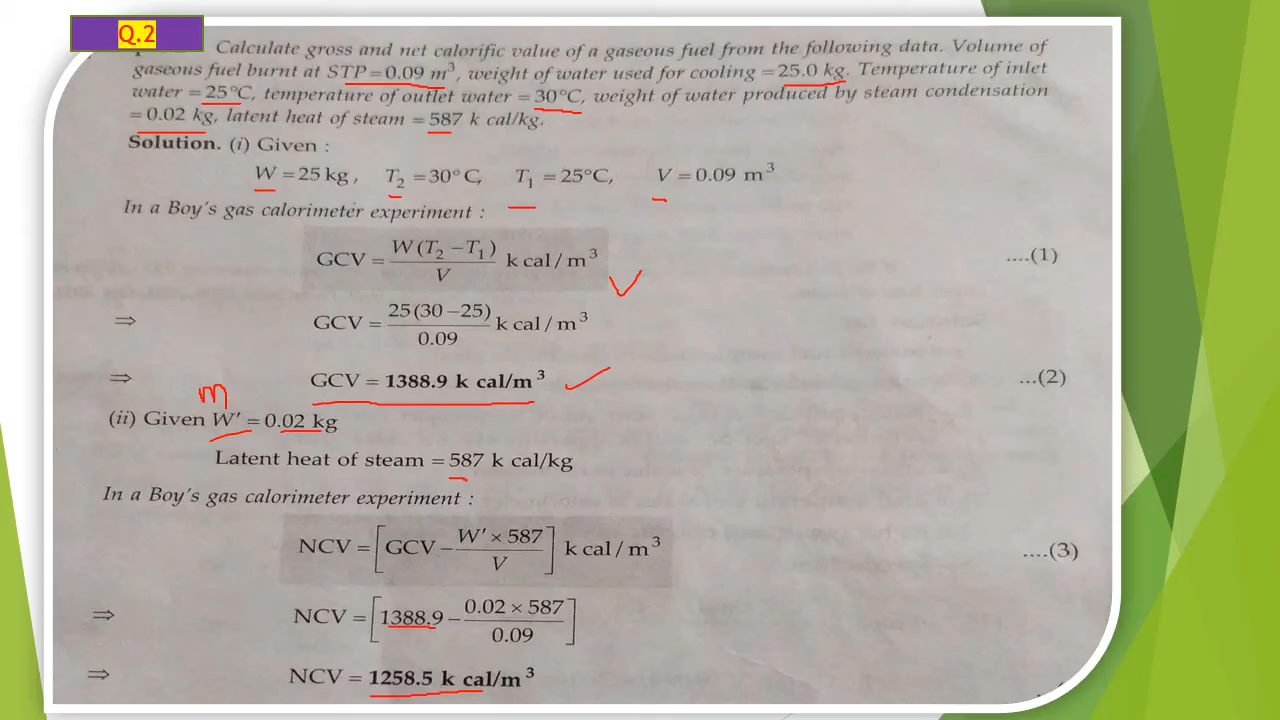 Q.2
Calculate gross and net calorific value of a gaseous fuel from the following data. Volume of
gaseous fuel burnt at STP = 0.09 m³, weight of water used for cooling = 25.0 kg. Temperature of inlet
water = 25°C, temperature of outlet water = 30°C, weight of water produced by steam condensation
= 0.02 kg, latent heat of steam = 587 k cal/kg.
Solution. (i) Given :
W = 25 kg, T₂ = 30°C, T₁ = 25°C, V = 0.09 m³
In a Boy's gas calorimeter experiment :
GCV = W(T₂ − T₁) / V k cal/m³ ....(1)
⇒ GCV = 25(30 − 25) / 0.09 k cal/m³
⇒ GCV = 1388.9 k cal/m³ ...(2)
m
(ii) Given W′ = 0.02 kg
Latent heat of steam = 587 k cal/kg
In a Boy's gas calorimeter experiment :
NCV = [GCV − W′ × 587 / V] k cal/m³ ....(3)
⇒ NCV = [1388.9 − 0.02 × 587 / 0.09]
⇒ NCV = 1258.5 k cal/m³